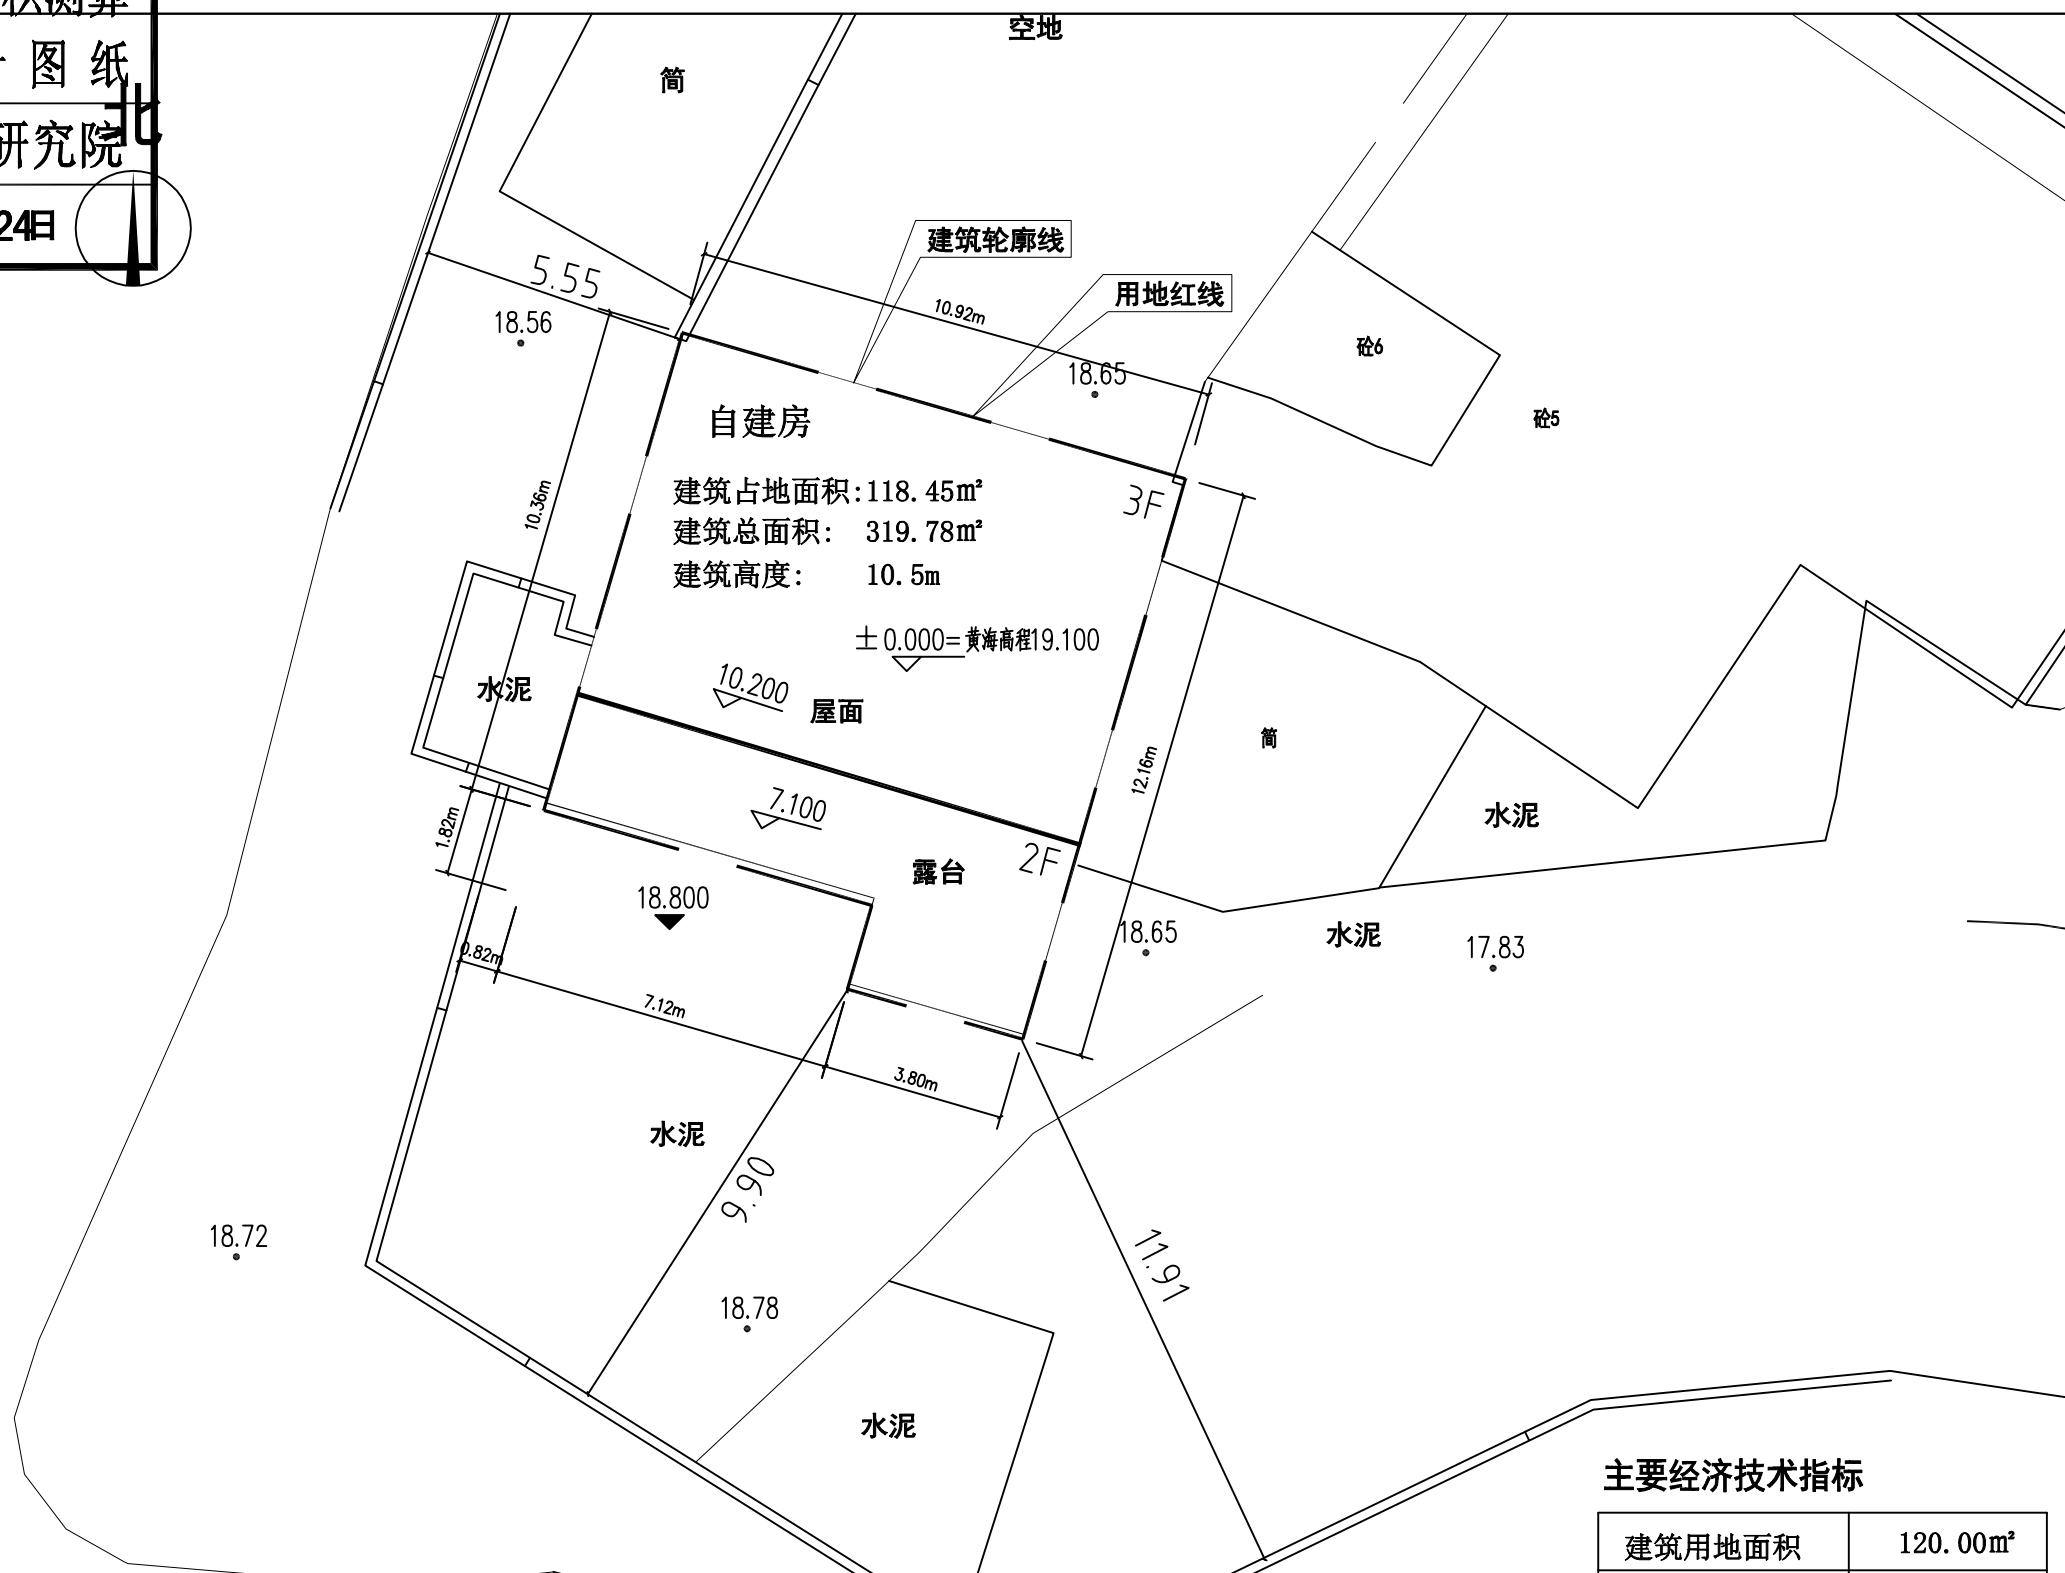 图 纸
研究院
24日
北
空地
简
建筑轮廓线
用地红线
5.55
10.92m
18.56
18.65
砼6
砼5
自建房
3F
建筑占地面积:118.45m²
建筑总面积: 319.78m²
建筑高度: 10.5m
10.36m
±0.000=黄海高程19.100
10.200
屋面
水泥
简
12.16m
7.100
水泥
1.82m
露台
2F
18.800
18.65
水泥
17.83
0.82m
7.12m
3.80m
水泥
9.90
18.72
11.91
18.78
水泥
主要经济技术指标
建筑用地面积 120.00m²